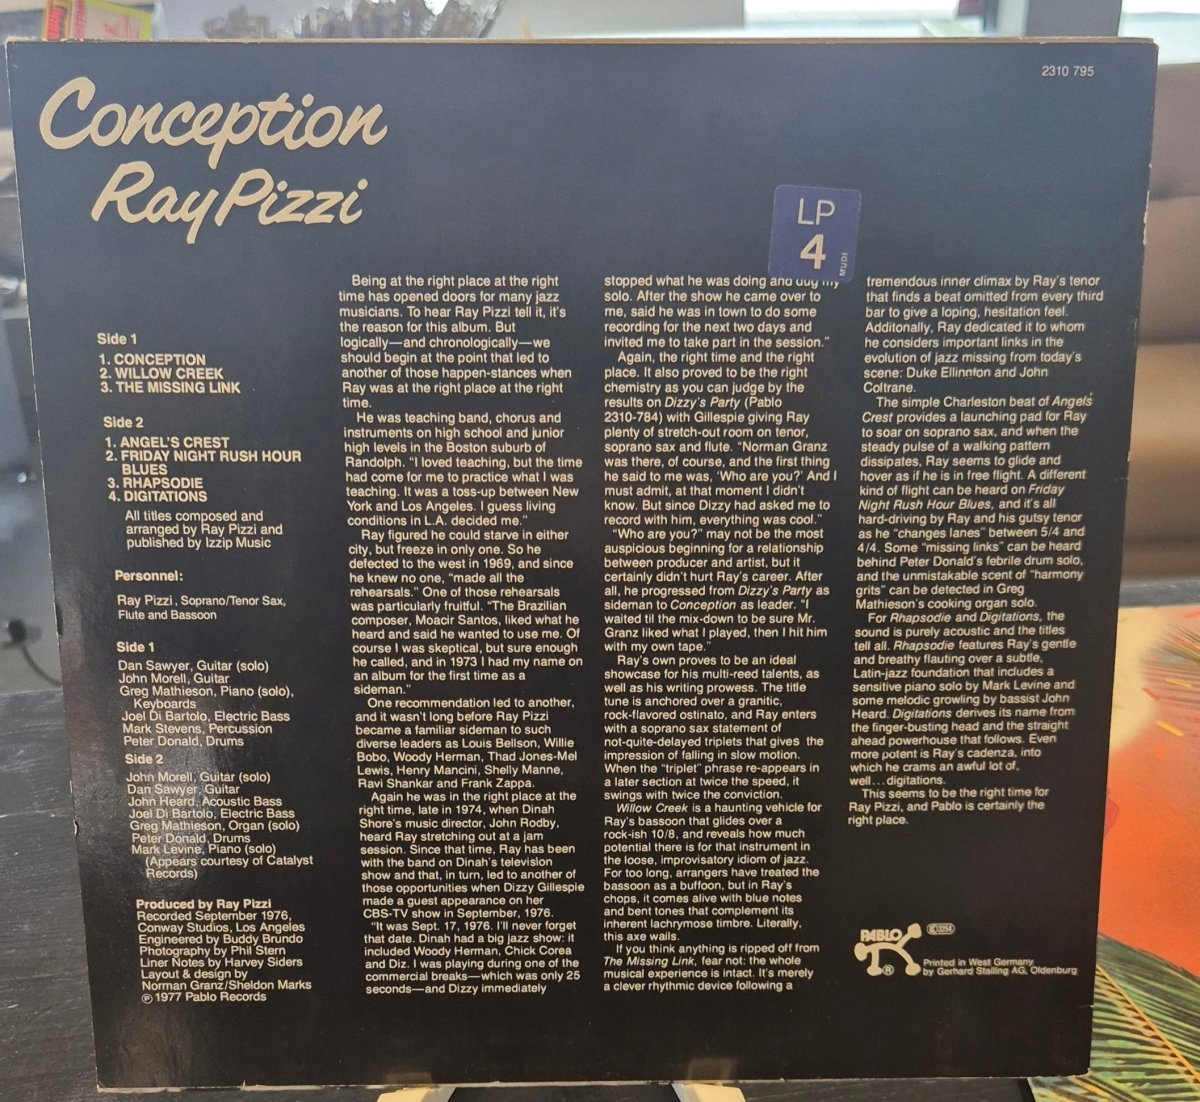 2310 795
Conception
Ray Pizzi
LP
4
MUDI
Side 1
1. CONCEPTION
2. WILLOW CREEK
3. THE MISSING LINK
Side 2
1. ANGEL'S CREST
2. FRIDAY NIGHT RUSH HOUR
BLUES
3. RHAPSODIE
4. DIGITATIONS
All titles composed and
arranged by Ray Pizzi and
published by Izzip Music
Personnel:
Ray Pizzi, Soprano/Tenor Sax,
Flute and Bassoon
Side 1
Dan Sawyer, Guitar (solo)
John Morell, Guitar
Greg Mathieson, Piano (solo),
Keyboards
Joel Di Bartolo, Electric Bass
Mark Stevens, Percussion
Peter Donald, Drums
Side 2
John Morell, Guitar (solo)
Dan Sawyer, Guitar
John Heard, Acoustic Bass
Joel Di Bartolo, Electric Bass
Greg Mathieson, Organ (solo)
Peter Donald, Drums
Mark Levine, Piano (solo)
(Appears courtesy of Catalyst
Records)
Produced by Ray Pizzi
Recorded September 1976,
Conway Studios, Los Angeles
Engineered by Buddy Brundo
Photography by Phil Stern
Liner Notes by Harvey Siders
Layout & design by
Norman Granz/Sheldon Marks
℗ 1977 Pablo Records
Being at the right place at the right
time has opened doors for many jazz
musicians. To hear Ray Pizzi tell it, it's
the reason for this album. But
logically—and chronologically—we
should begin at the point that led to
another of those happen-stances when
Ray was at the right place at the right
time.
He was teaching band, chorus and
instruments on high school and junior
high levels in the Boston suburb of
Randolph. "I loved teaching, but the time
had come for me to practice what I was
teaching. It was a toss-up between New
York and Los Angeles. I guess living
conditions in L.A. decided me."
Ray figured he could starve in either
city, but freeze in only one. So he
defected to the west in 1969, and since
he knew no one, "made all the
rehearsals." One of those rehearsals
was particularly fruitful. "The Brazilian
composer, Moacir Santos, liked what he
heard and said he wanted to use me. Of
course I was skeptical, but sure enough
he called, and in 1973 I had my name on
an album for the first time as a
sideman."
One recommendation led to another,
and it wasn't long before Ray Pizzi
became a familiar sideman to such
diverse leaders as Louis Bellson, Willie
Bobo, Woody Herman, Thad Jones-Mel
Lewis, Henry Mancini, Shelly Manne,
Ravi Shankar and Frank Zappa.
Again he was in the right place at the
right time, late in 1974, when Dinah
Shore's music director, John Rodby,
heard Ray stretching out at a jam
session. Since that time, Ray has been
with the band on Dinah's television
show and that, in turn, led to another of
those opportunities when Dizzy Gillespie
made a guest appearance on her
CBS-TV show in September, 1976.
"It was Sept. 17, 1976. I'll never forget
that date. Dinah had a big jazz show: it
included Woody Herman, Chick Corea
and Diz. I was playing during one of the
commercial breaks—which was only 25
seconds—and Dizzy immediately
stopped what he was doing and dug my
solo. After the show he came over to
me, said he was in town to do some
recording for the next two days and
invited me to take part in the session."
Again, the right time and the right
place. It also proved to be the right
chemistry as you can judge by the
results on Dizzy's Party (Pablo
2310-784) with Gillespie giving Ray
plenty of stretch-out room on tenor,
soprano sax and flute. "Norman Granz
was there, of course, and the first thing
he said to me was, 'Who are you?' And I
must admit, at that moment I didn't
know. But since Dizzy had asked me to
record with him, everything was cool."
"Who are you?" may not be the most
auspicious beginning for a relationship
between producer and artist, but it
certainly didn't hurt Ray's career. After
all, he progressed from Dizzy's Party as
sideman to Conception as leader. "I
waited til the mix-down to be sure Mr.
Granz liked what I played, then I hit him
with my own tape."
Ray's own proves to be an ideal
showcase for his multi-reed talents, as
well as his writing prowess. The title
tune is anchored over a granitic,
rock-flavored ostinato, and Ray enters
with a soprano sax statement of
not-quite-delayed triplets that gives the
impression of falling in slow motion.
When the "triplet" phrase re-appears in
a later section at twice the speed, it
swings with twice the conviction.
Willow Creek is a haunting vehicle for
Ray's bassoon that glides over a
rock-ish 10/8, and reveals how much
potential there is for that instrument in
the loose, improvisatory idiom of jazz.
For too long, arrangers have treated the
bassoon as a buffoon, but in Ray's
chops, it comes alive with blue notes
and bent tones that complement its
inherent lachrymose timbre. Literally,
this axe wails.
If you think anything is ripped off from
The Missing Link, fear not: the whole
musical experience is intact. It's merely
a clever rhythmic device following a
tremendous inner climax by Ray's tenor
that finds a beat omitted from every third
bar to give a loping, hesitation feel.
Additonally, Ray dedicated it to whom
he considers important links in the
evolution of jazz missing from today's
scene: Duke Ellington and John
Coltrane.
The simple Charleston beat of Angels
Crest provides a launching pad for Ray
to soar on soprano sax, and when the
steady pulse of a walking pattern
dissipates, Ray seems to glide and
hover as if he is in free flight. A different
kind of flight can be heard on Friday
Night Rush Hour Blues, and it's all
hard-driving by Ray and his gutsy tenor
as he "changes lanes" between 5/4 and
4/4. Some "missing links" can be heard
behind Peter Donald's febrile drum solo,
and the unmistakable scent of "harmony
grits" can be detected in Greg
Mathieson's cooking organ solo.
For Rhapsodie and Digitations, the
sound is purely acoustic and the titles
tell all. Rhapsodie features Ray's gentle
and breathy flauting over a subtle,
Latin-jazz foundation that includes a
sensitive piano solo by Mark Levine and
some melodic growling by bassist John
Heard. Digitations derives its name from
the finger-busting head and the straight
ahead powerhouse that follows. Even
more potent is Ray's cadenza, into
which he crams an awful lot of,
well...digitations.
This seems to be the right time for
Ray Pizzi, and Pablo is certainly the
right place.
PABLO
®
3254
Printed in West Germany
by Gerhard Stalling AG, Oldenburg